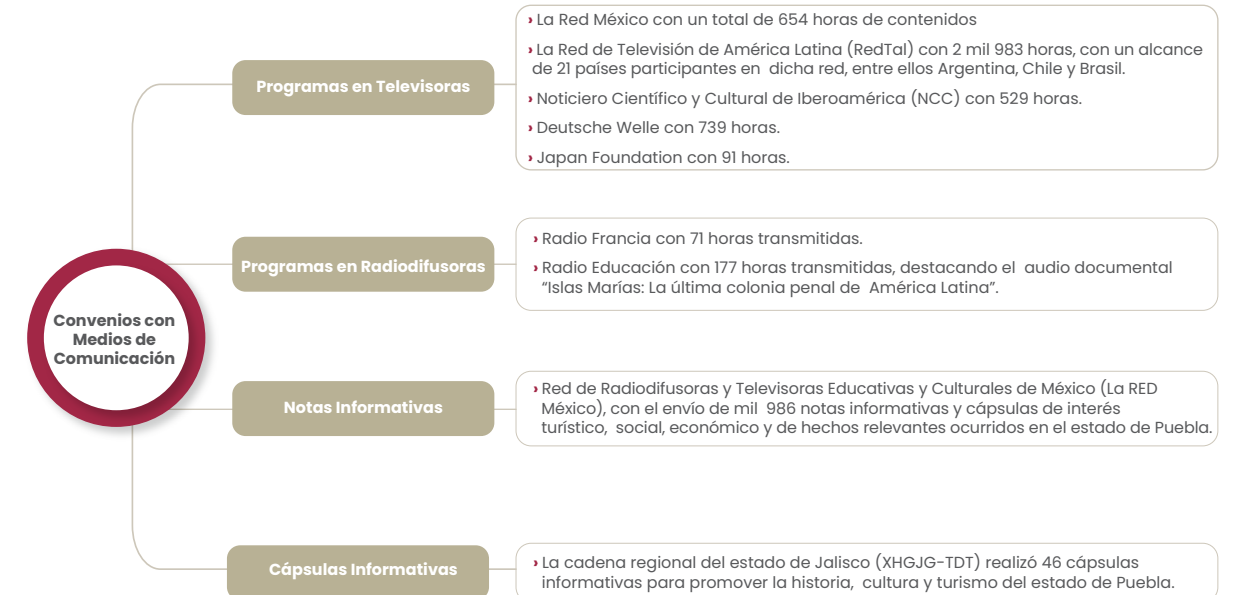 Convenios con
Medios de
Comunicación
Programas en Televisoras
› La Red México con un total de 654 horas de contenidos
› La Red de Televisión de América Latina (RedTal) con 2 mil 983 horas, con un alcance
de 21 países participantes en dicha red, entre ellos Argentina, Chile y Brasil.
› Noticiero Científico y Cultural de Iberoamérica (NCC) con 529 horas.
› Deutsche Welle con 739 horas.
› Japan Foundation con 91 horas.
Programas en Radiodifusoras
› Radio Francia con 71 horas transmitidas.
› Radio Educación con 177 horas transmitidas, destacando el audio documental
“Islas Marías: La última colonia penal de América Latina”.
Notas Informativas
› Red de Radiodifusoras y Televisoras Educativas y Culturales de México (La RED
México), con el envío de mil 986 notas informativas y cápsulas de interés
turístico, social, económico y de hechos relevantes ocurridos en el estado de Puebla.
Cápsulas Informativas
› La cadena regional del estado de Jalisco (XHGJG-TDT) realizó 46 cápsulas
informativas para promover la historia, cultura y turismo del estado de Puebla.